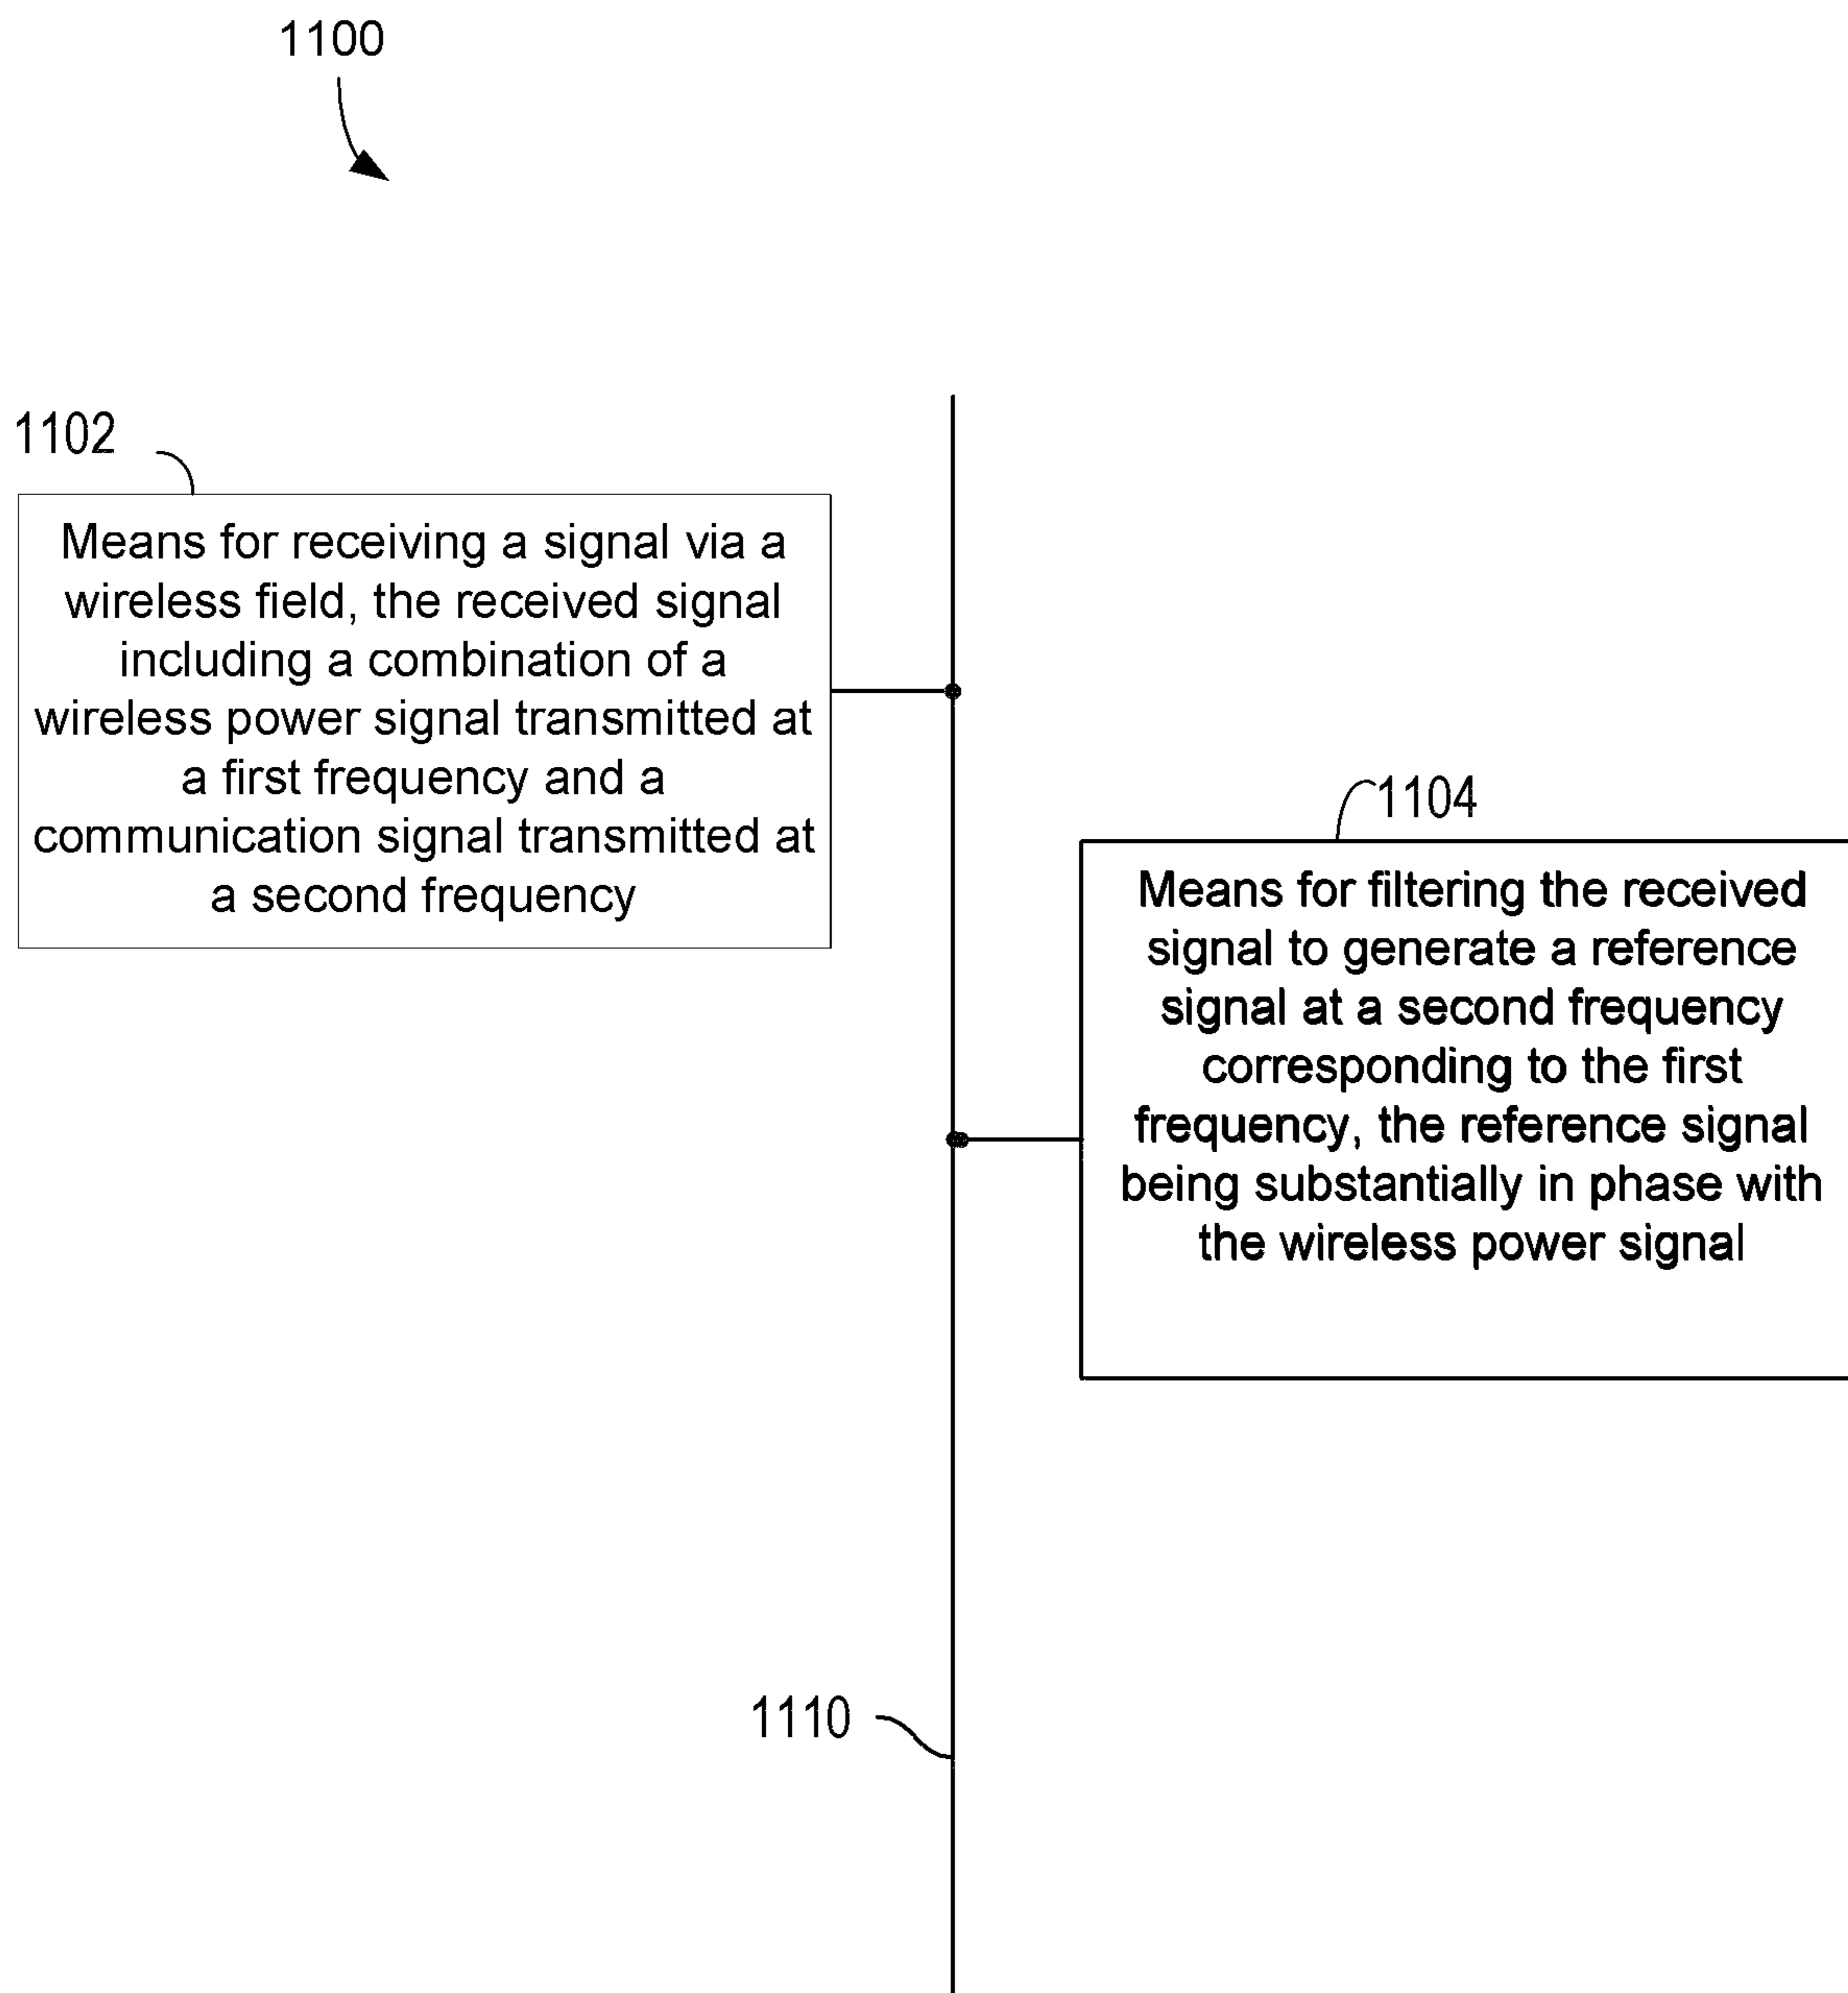 1100
1102
Means for receiving a signal via a
wireless field, the received signal
including a combination of a
wireless power signal transmitted at
a first frequency and a
communication signal transmitted at
a second frequency
1104
Means for filtering the received
signal to generate a reference
signal at a second frequency
corresponding to the first
frequency, the reference signal
being substantially in phase with
the wireless power signal
1110